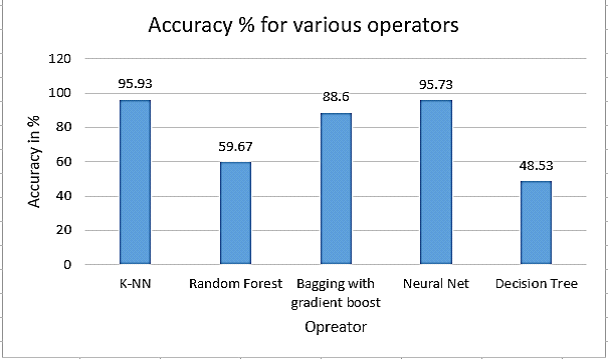 Accuracy % for various operators
Accuracy in %
120
100
80
60
40
20
0
95.93
59.67
88.6
95.73
48.53
K-NN
Random Forest
Bagging with
gradient boost
Neural Net
Decision Tree
Opreator